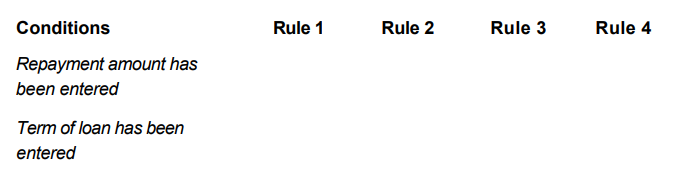 Conditions Rule 1 Rule 2 Rule 3 Rule 4
Repayment amount has
been entered
Term of loan has been
entered